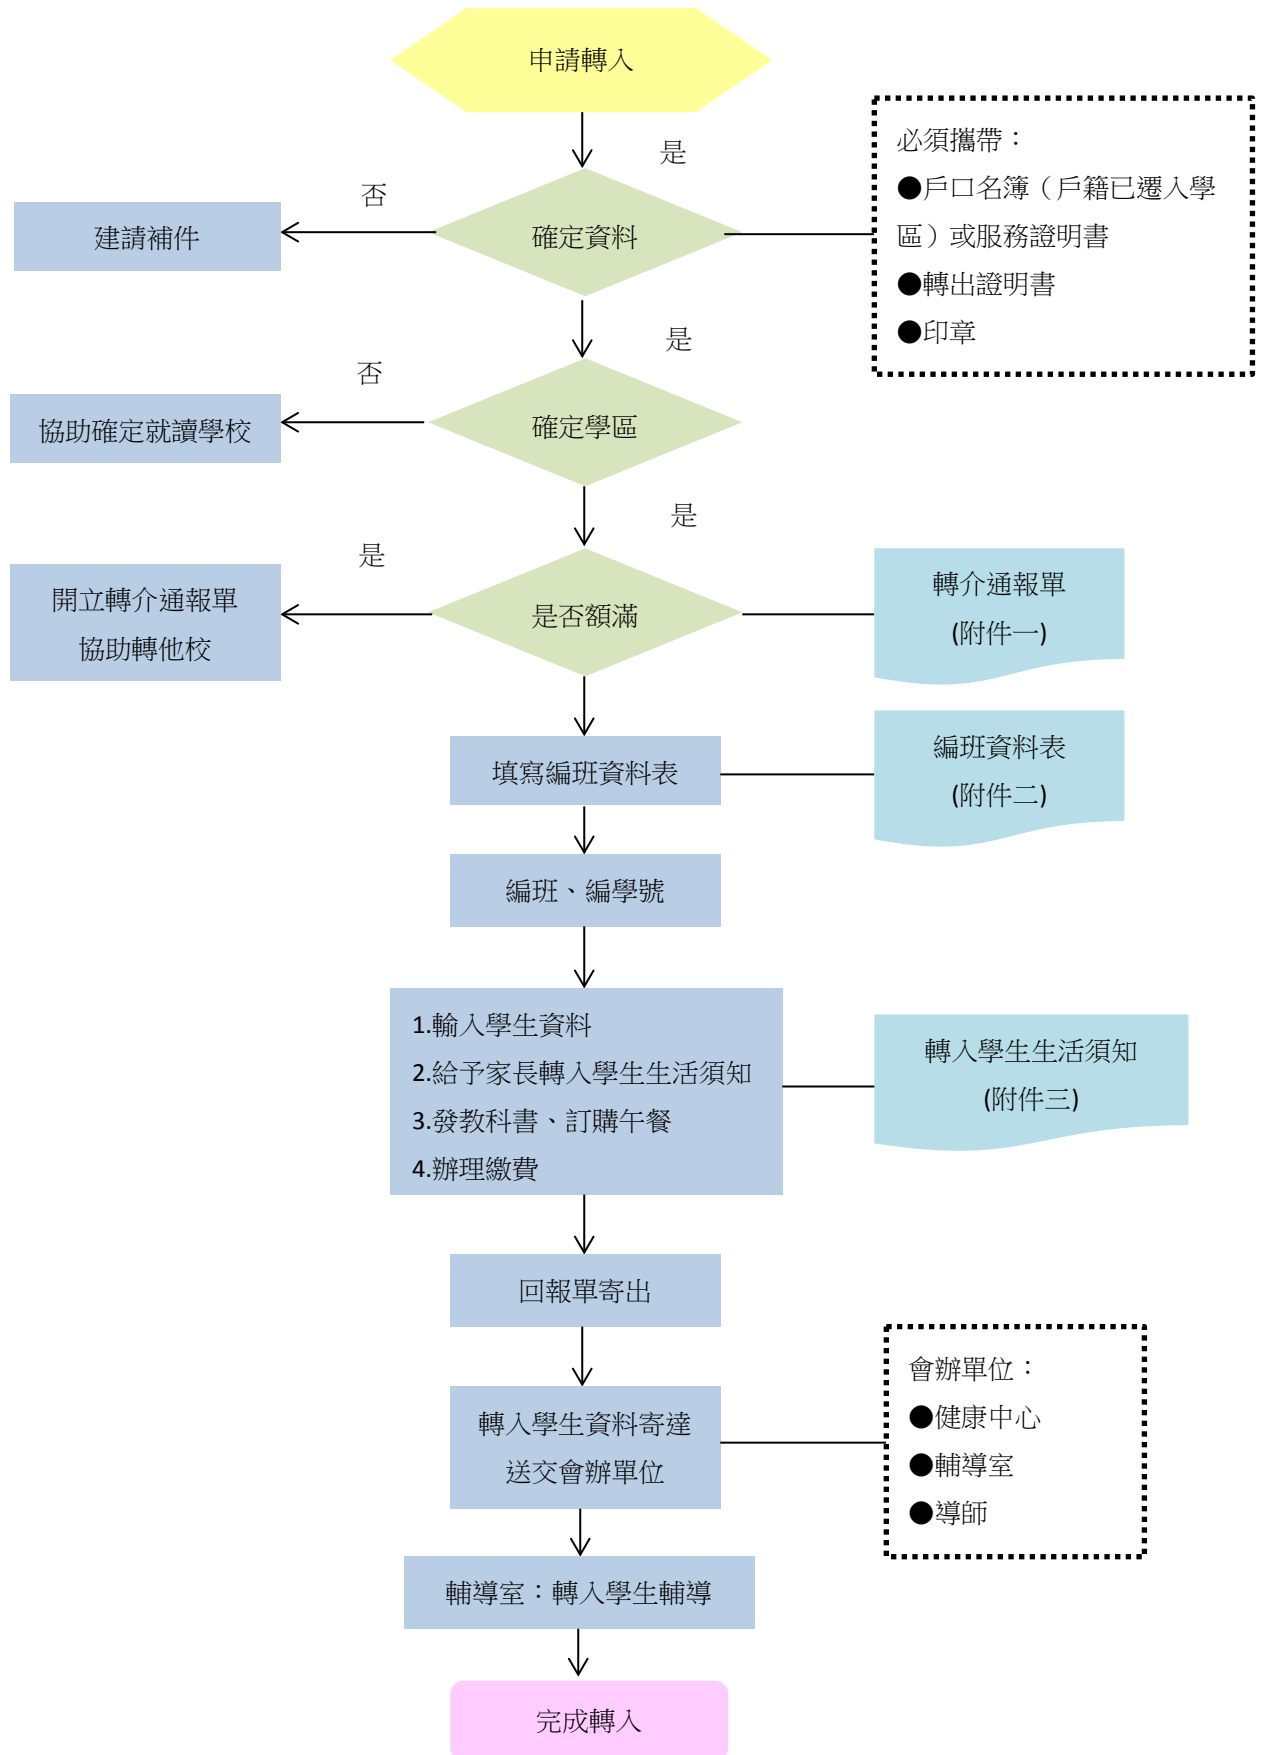 申請轉入
是
必須攜帶：
●戶口名簿（戶籍已遷入學
區）或服務證明書
●轉出證明書
●印章
否
建請補件
確定資料
是
否
協助確定就讀學校
確定學區
是
是
開立轉介通報單
協助轉他校
是否額滿
轉介通報單
(附件一)
填寫編班資料表
編班資料表
(附件二)
編班、編學號
1.輸入學生資料
2.給予家長轉入學生生活須知
3.發教科書、訂購午餐
4.辦理繳費
轉入學生生活須知
(附件三)
回報單寄出
轉入學生資料寄達
送交會辦單位
會辦單位：
●健康中心
●輔導室
●導師
輔導室：轉入學生輔導
完成轉入